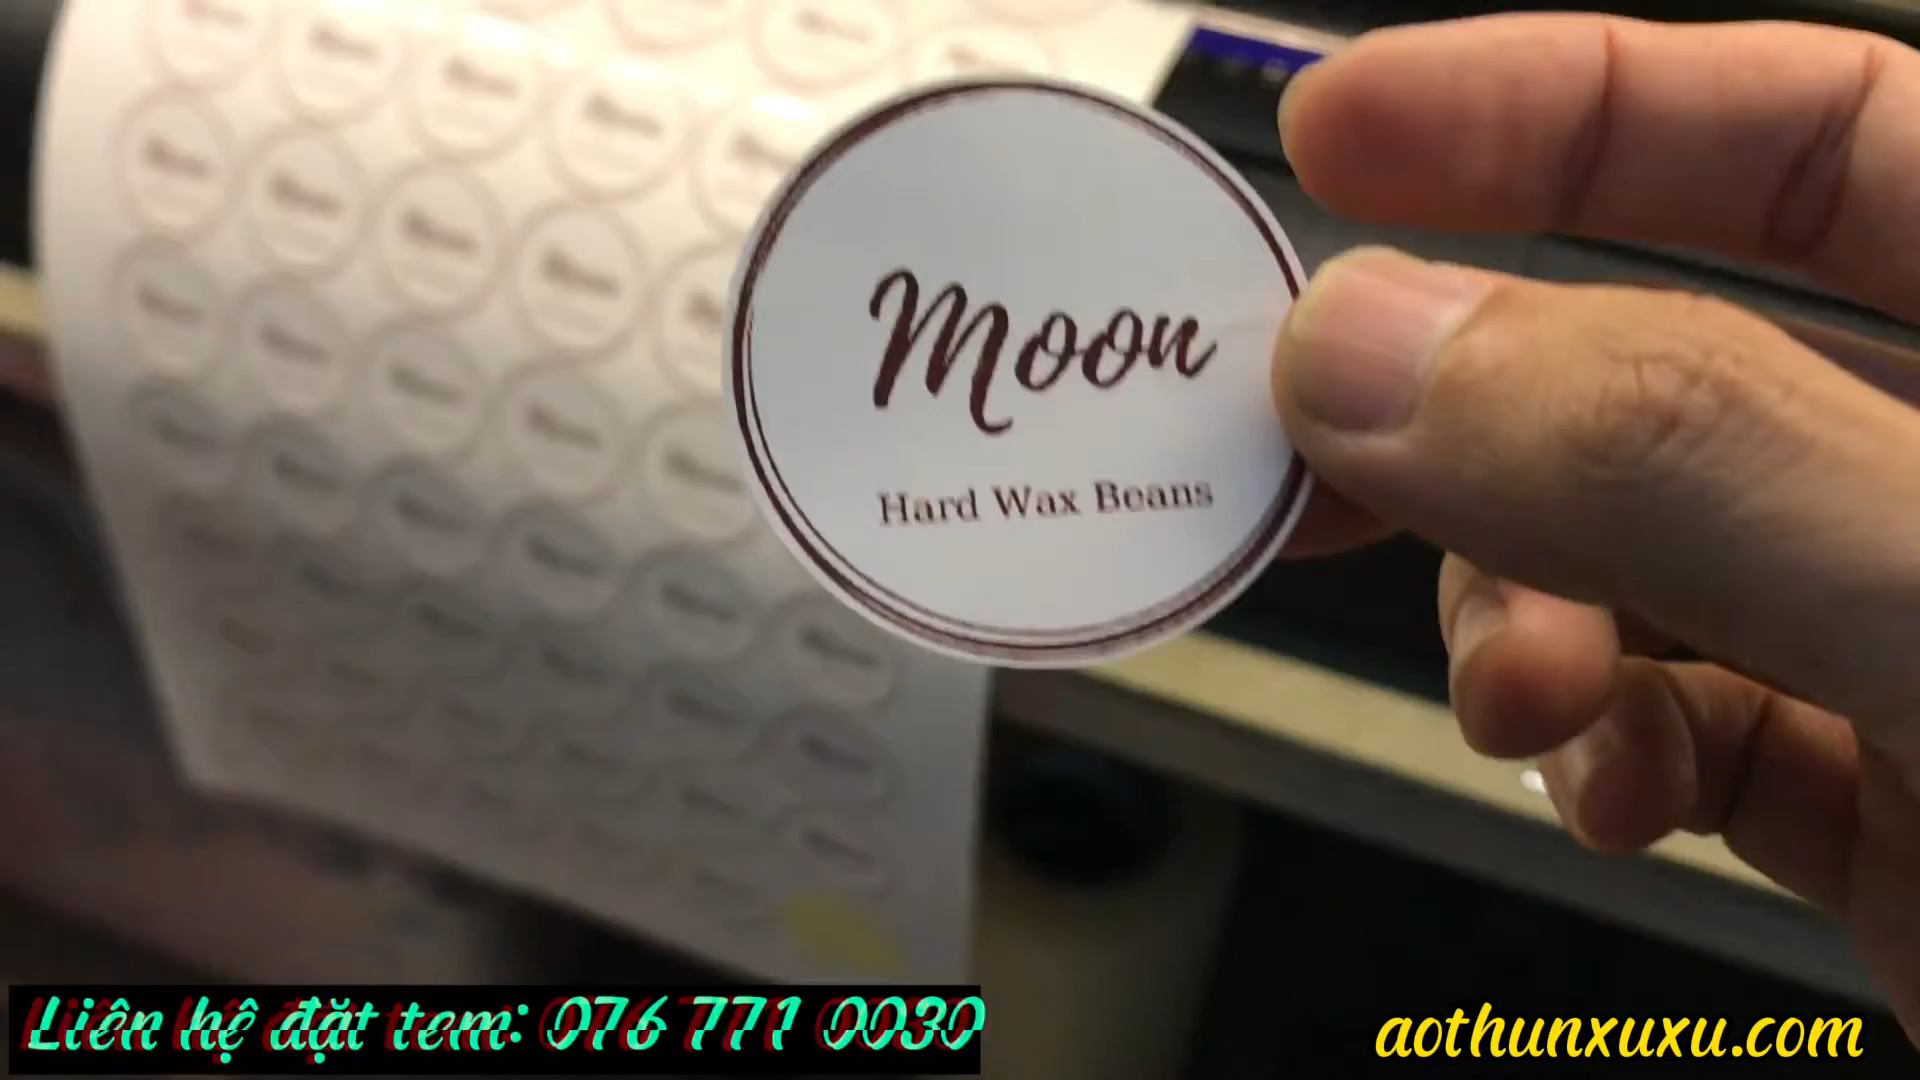 Moon
Hard Wax Beans
Liên hệ đặt tem: 076 771 0030
aothunxuxu.com